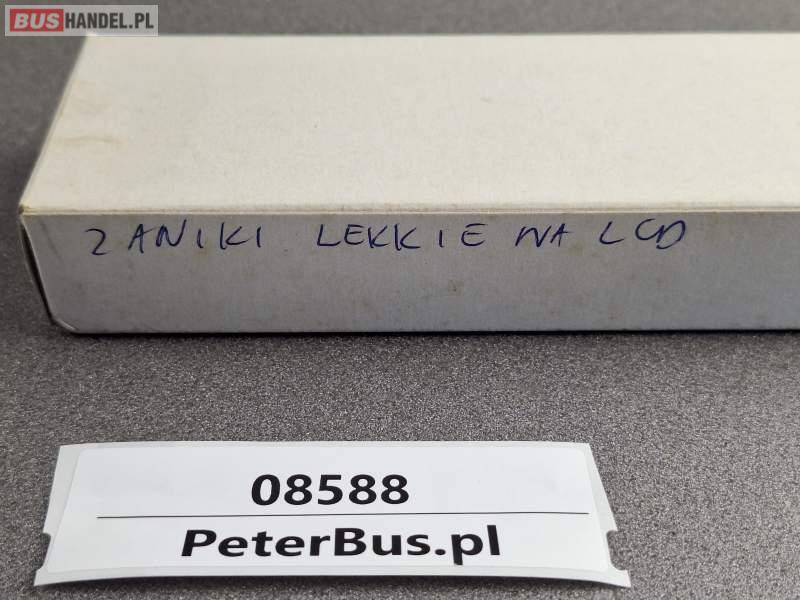 BUSHANDEL.PL
ZANIKI LEKKIE NA LCD
08588
PeterBus.pl